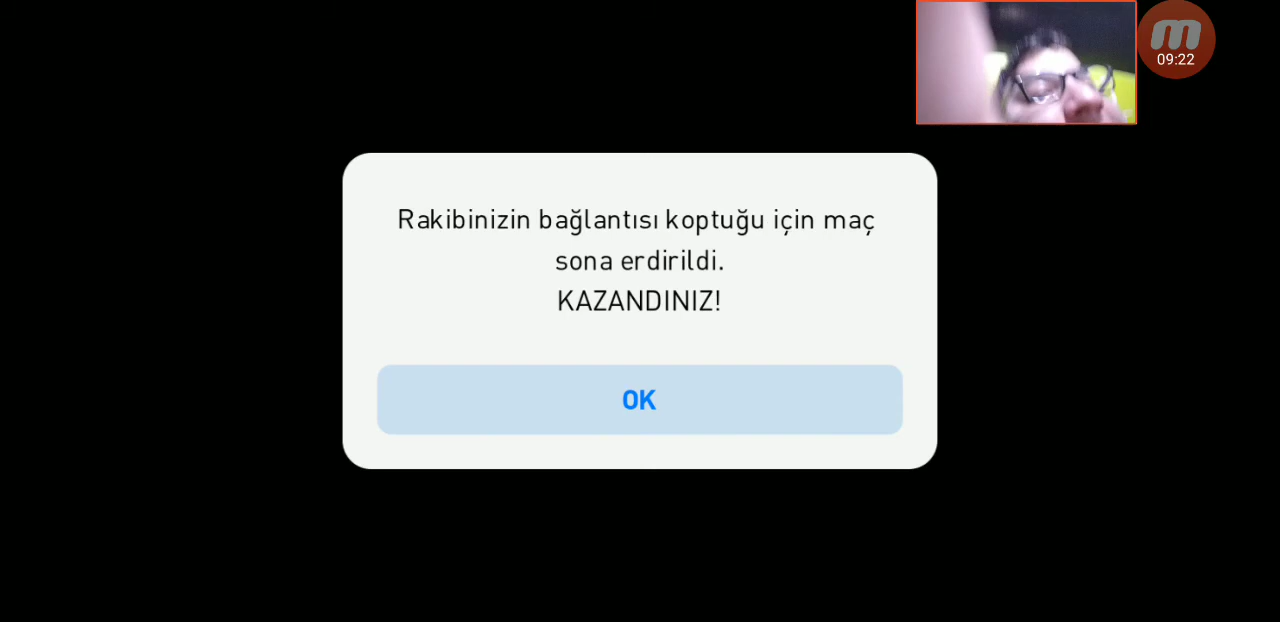 m
09:22
Rakibinizin bağlantısı koptuğu için maç
sona erdirildi.
KAZANDINIZ!
OK